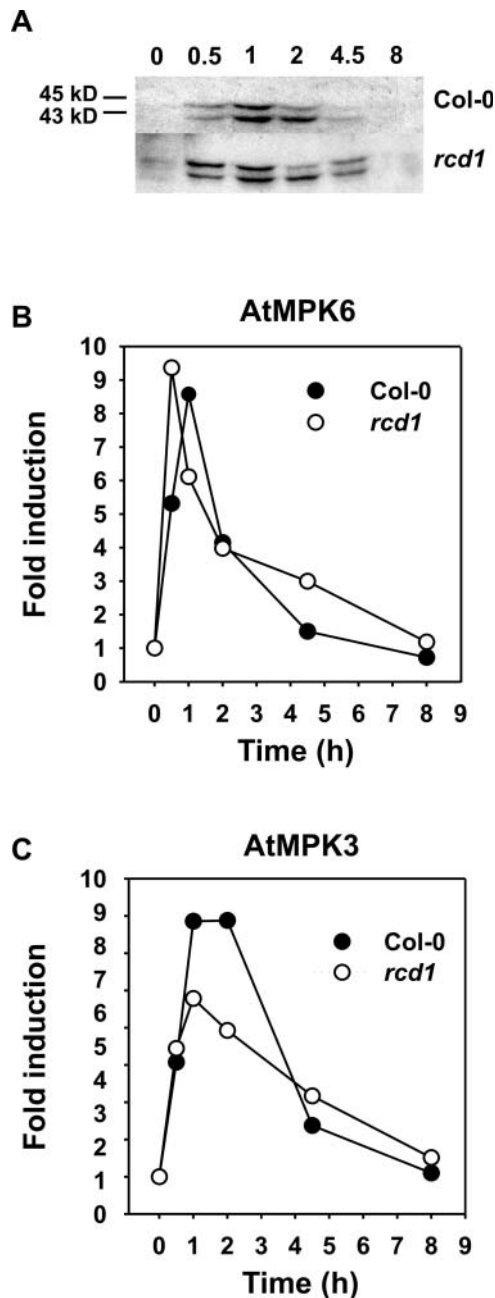 A
0 0.5 1 2 4.5 8
45 kD
43 kD
Col-0
rcd1
B
AtMPK6
10
9
8
7
6
5
4
3
2
1
0
Fold induction
Col-0
rcd1
0 1 2 3 4 5 6 7 8 9
Time (h)
C
AtMPK3
10
9
8
7
6
5
4
3
2
1
0
Fold induction
Col-0
rcd1
0 1 2 3 4 5 6 7 8 9
Time (h)